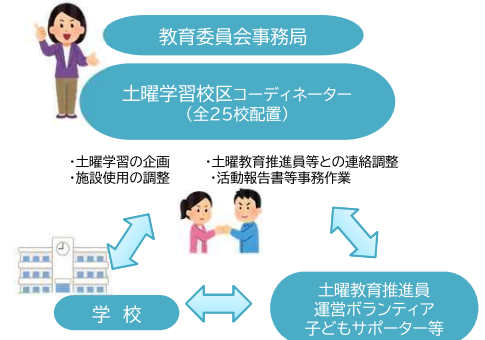 教育委員会事務局
土曜学習校区コーディネーター
（全25校配置）
・土曜学習の企画　・土曜教育推進員等との連絡調整
・施設使用の調整　・活動報告書等事務作業
学 校
土曜教育推進員
運営ボランティア
子どもサポーター等